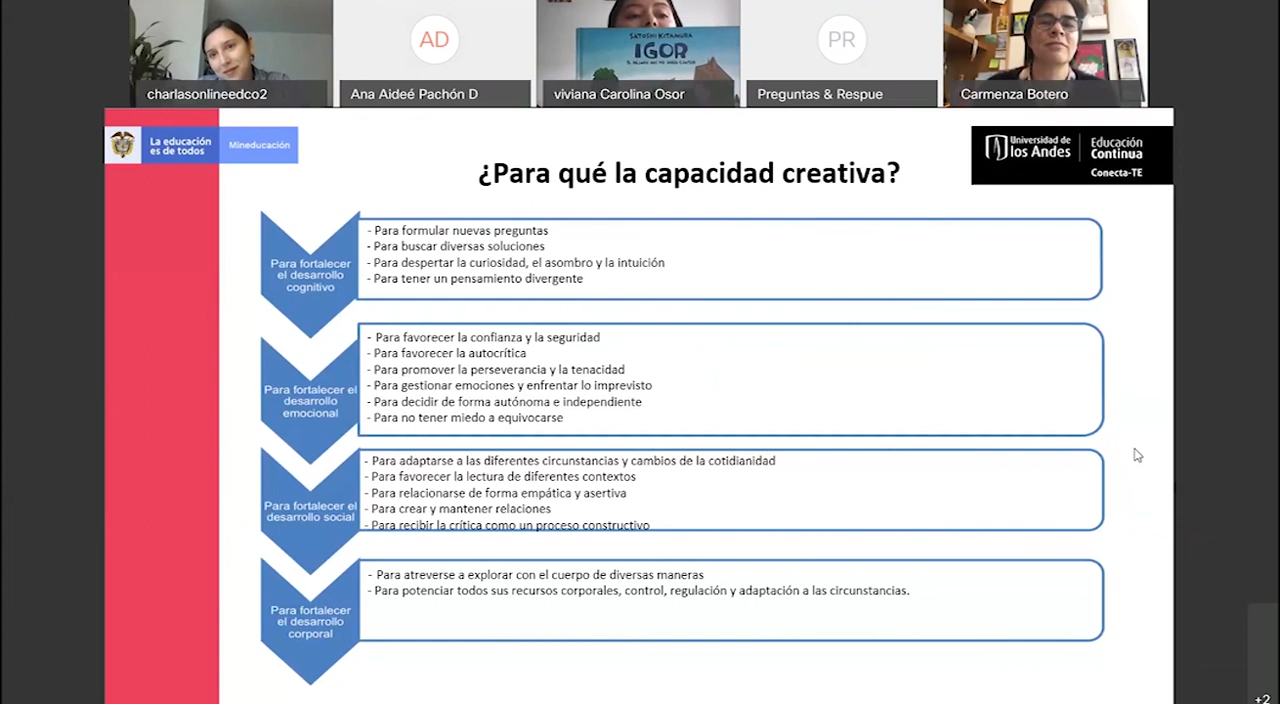 AD
PR
SATOSHI KITAMURA
IGOR
charlasonlineedco2
Ana Aideé Pachón D
viviana Carolina Osor
Preguntas & Respue
Carmenza Botero
La educación
es de todos
Mineducación
Universidad de
los Andes
Educación
Continua
Conecta-TE
¿Para qué la capacidad creativa?
Para fortalecer
el desarrollo
cognitivo
- Para formular nuevas preguntas
- Para buscar diversas soluciones
- Para despertar la curiosidad, el asombro y la intuición
- Para tener un pensamiento divergente
Para fortalecer el
desarrollo
emocional
- Para favorecer la confianza y la seguridad
- Para favorecer la autocrítica
- Para promover la perseverancia y la tenacidad
- Para gestionar emociones y enfrentar lo imprevisto
- Para decidir de forma autónoma e independiente
- Para no tener miedo a equivocarse
Para fortalecer el
desarrollo social
- Para adaptarse a las diferentes circunstancias y cambios de la cotidianidad
- Para favorecer la lectura de diferentes contextos
- Para relacionarse de forma empática y asertiva
- Para crear y mantener relaciones
- Para recibir la crítica como un proceso constructivo
Para fortalecer
el desarrollo
corporal
- Para atreverse a explorar con el cuerpo de diversas maneras
- Para potenciar todos sus recursos corporales, control, regulación y adaptación a las circunstancias.
+2